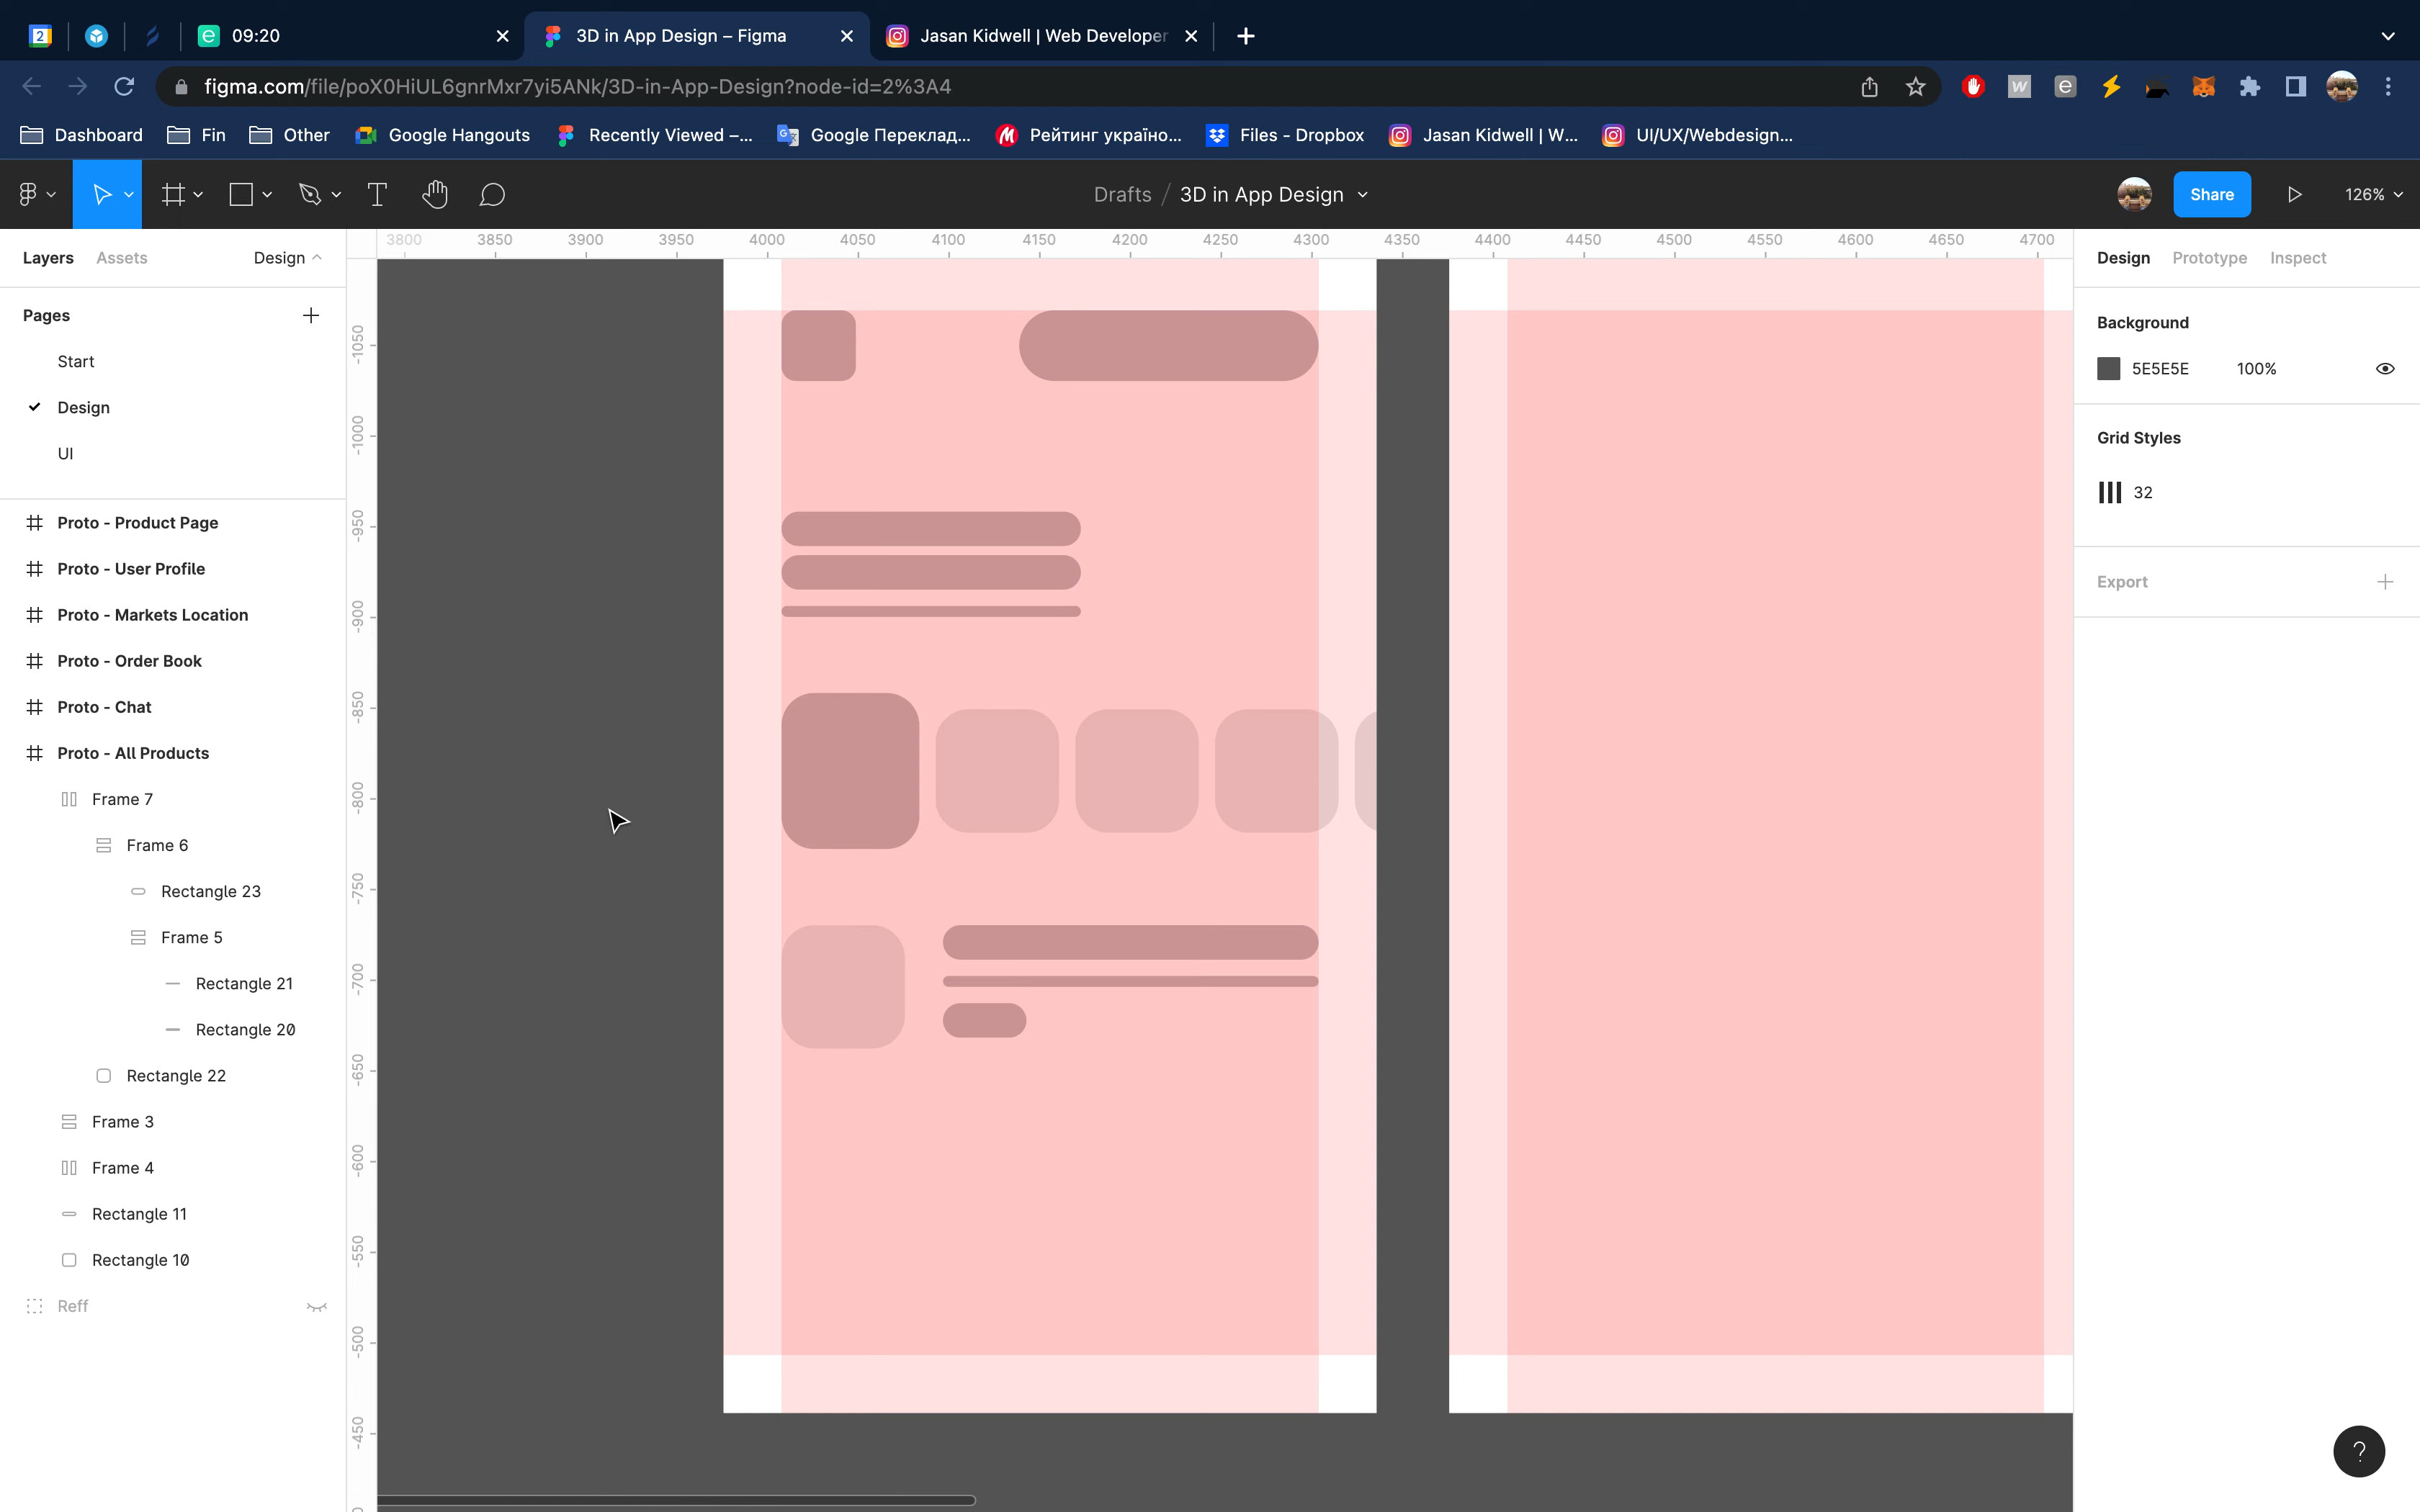 2
e 09:20
3D in App Design – Figma
Jasan Kidwell | Web Developer
figma.com/file/poX0HiUL6gnrMxr7yi5ANk/3D-in-App-Design?node-id=2%3A4
W e
Dashboard Fin Other Google Hangouts Recently Viewed –... Google Переклад... Рейтинг україно... Files - Dropbox Jasan Kidwell | W... UI/UX/Webdesign...
Drafts / 3D in App Design
Share
126%
Layers Assets Design
3800 3850 3900 3950 4000 4050 4100 4150 4200 4250 4300 4350 4400 4450 4500 4550 4600 4650 4700
Pages
Start
Design
UI
Proto - Product Page
Proto - User Profile
Proto - Markets Location
Proto - Order Book
Proto - Chat
Proto - All Products
Frame 7
Frame 6
Rectangle 23
Frame 5
Rectangle 21
Rectangle 20
Rectangle 22
Frame 3
Frame 4
Rectangle 11
Rectangle 10
Reff
-1050
-1000
-950
-900
-850
-800
-750
-700
-650
-600
-550
-500
-450
Design Prototype Inspect
Background
5E5E5E 100%
Grid Styles
32
Export
?